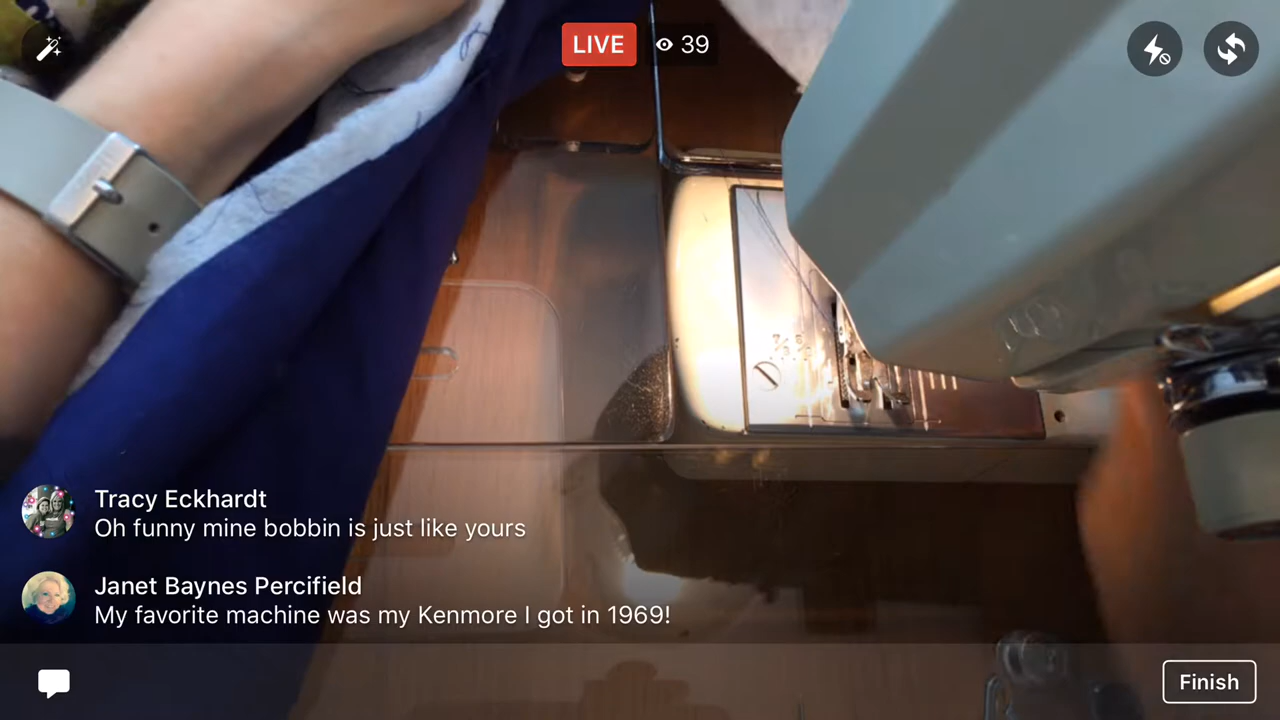 LIVE 39
Tracy Eckhardt
Oh funny mine bobbin is just like yours
Janet Baynes Percifield
My favorite machine was my Kenmore I got in 1969!
Finish